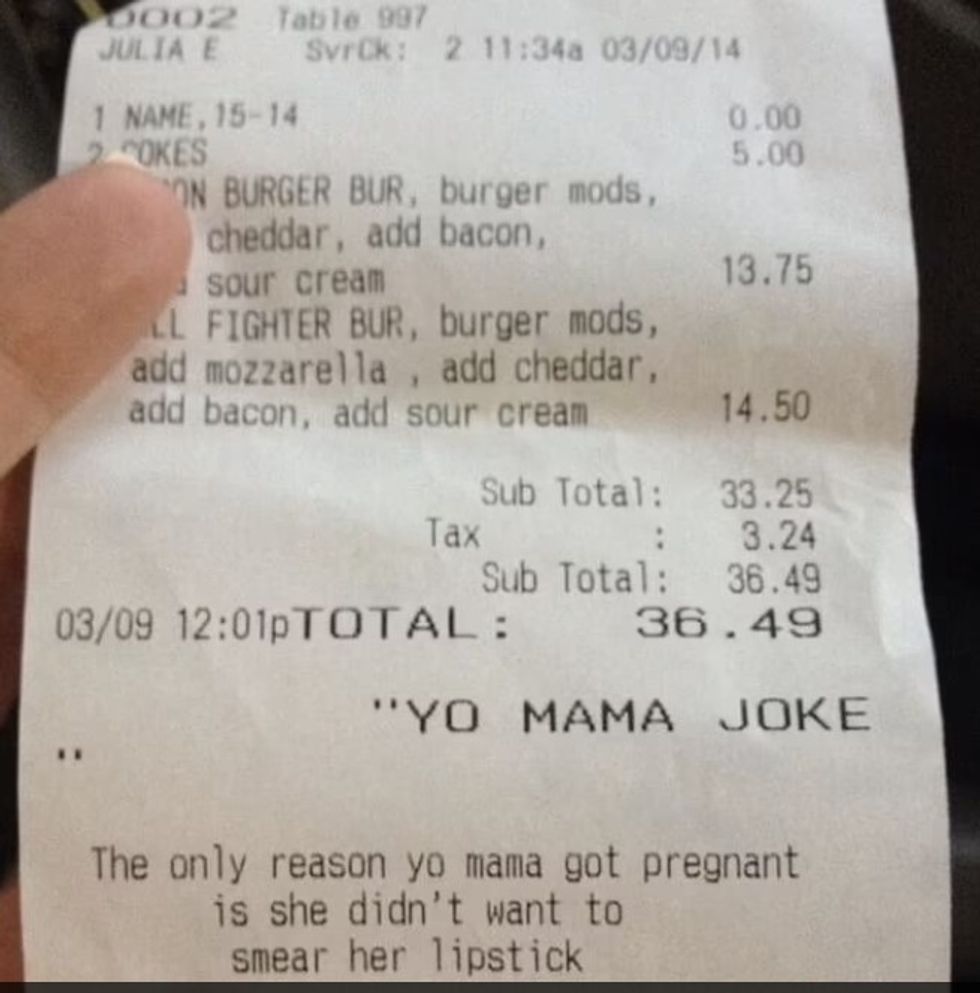 0002 Table 997
JULIA E SvrCk: 2 11:34a 03/09/14
1 NAME,15-14 0.00
2 COKES 5.00
BURGER BUR, burger mods,
cheddar, add bacon,
sour cream 13.75
FIGHTER BUR, burger mods,
add mozzarella , add cheddar,
add bacon, add sour cream 14.50
Sub Total: 33.25
Tax : 3.24
Sub Total: 36.49
03/09 12:01pTOTAL: 36.49
"YO MAMA JOKE
"
The only reason yo mama got pregnant
is she didn't want to
smear her lipstick